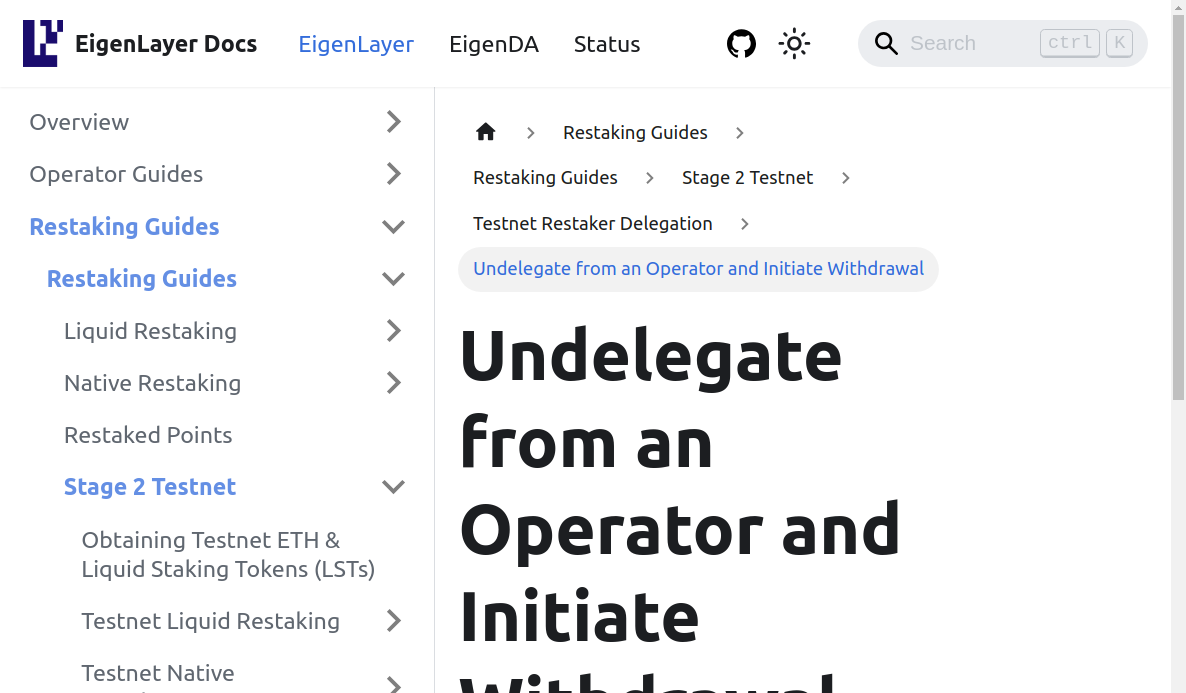 EigenLayer Docs
EigenLayer
EigenDA
Status
Search
ctrl
K
Overview
Operator Guides
Restaking Guides
Restaking Guides
Liquid Restaking
Native Restaking
Restaked Points
Stage 2 Testnet
Obtaining Testnet ETH &
Liquid Staking Tokens (LSTs)
Testnet Liquid Restaking
Testnet Native
Restaking Guides
Restaking Guides
Stage 2 Testnet
Testnet Restaker Delegation
Undelegate from an Operator and Initiate Withdrawal
Undelegate
from an
Operator and
Initiate
Withdrawal